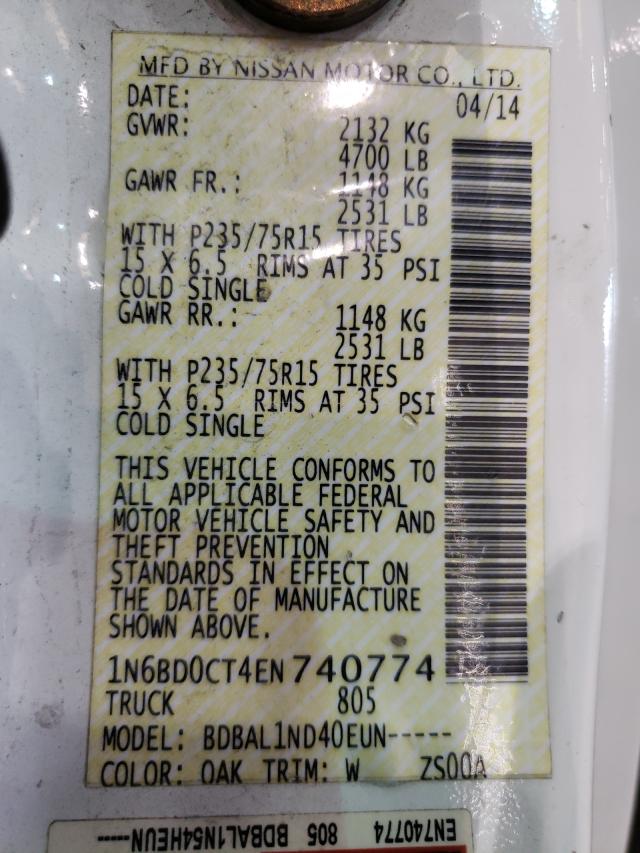 MFD BY NISSAN MOTOR CO., LTD.
DATE: 04/14
GVWR: 2132 KG
4700 LB
GAWR FR.: 1148 KG
2531 LB
WITH P235/75R15 TIRES
15 X 6.5 RIMS AT 35 PSI
COLD SINGLE
GAWR RR.: 1148 KG
2531 LB
WITH P235/75R15 TIRES
15 X 6.5 RIMS AT 35 PSI
COLD SINGLE
THIS VEHICLE CONFORMS TO
ALL APPLICABLE FEDERAL
MOTOR VEHICLE SAFETY AND
THEFT PREVENTION
STANDARDS IN EFFECT ON
THE DATE OF MANUFACTURE
SHOWN ABOVE.
1N6BD0CT4EN740774
TRUCK 805
MODEL: BDBAL1ND40EUN-----
COLOR: QAK TRIM: W ZS00A
EN740774 805 BDBAL1N54HEUN-----